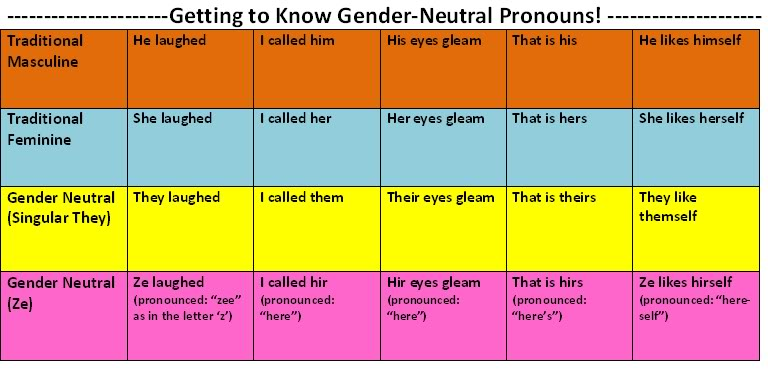 -----------------------Getting to Know Gender-Neutral Pronouns! ----------------------
Traditional
Masculine
He laughed
I called him
His eyes gleam
That is his
He likes himself
Traditional
Feminine
She laughed
I called her
Her eyes gleam
That is hers
She likes herself
Gender Neutral
(Singular They)
They laughed
I called them
Their eyes gleam
That is theirs
They like
themself
Gender Neutral
(Ze)
Ze laughed
(pronounced: “zee”
as in the letter ‘z’)
I called hir
(pronounced:
“here”)
Hir eyes gleam
(pronounced:
“here”)
That is hirs
(pronounced:
“here’s”)
Ze likes hirself
(pronounced: “here-
self”)